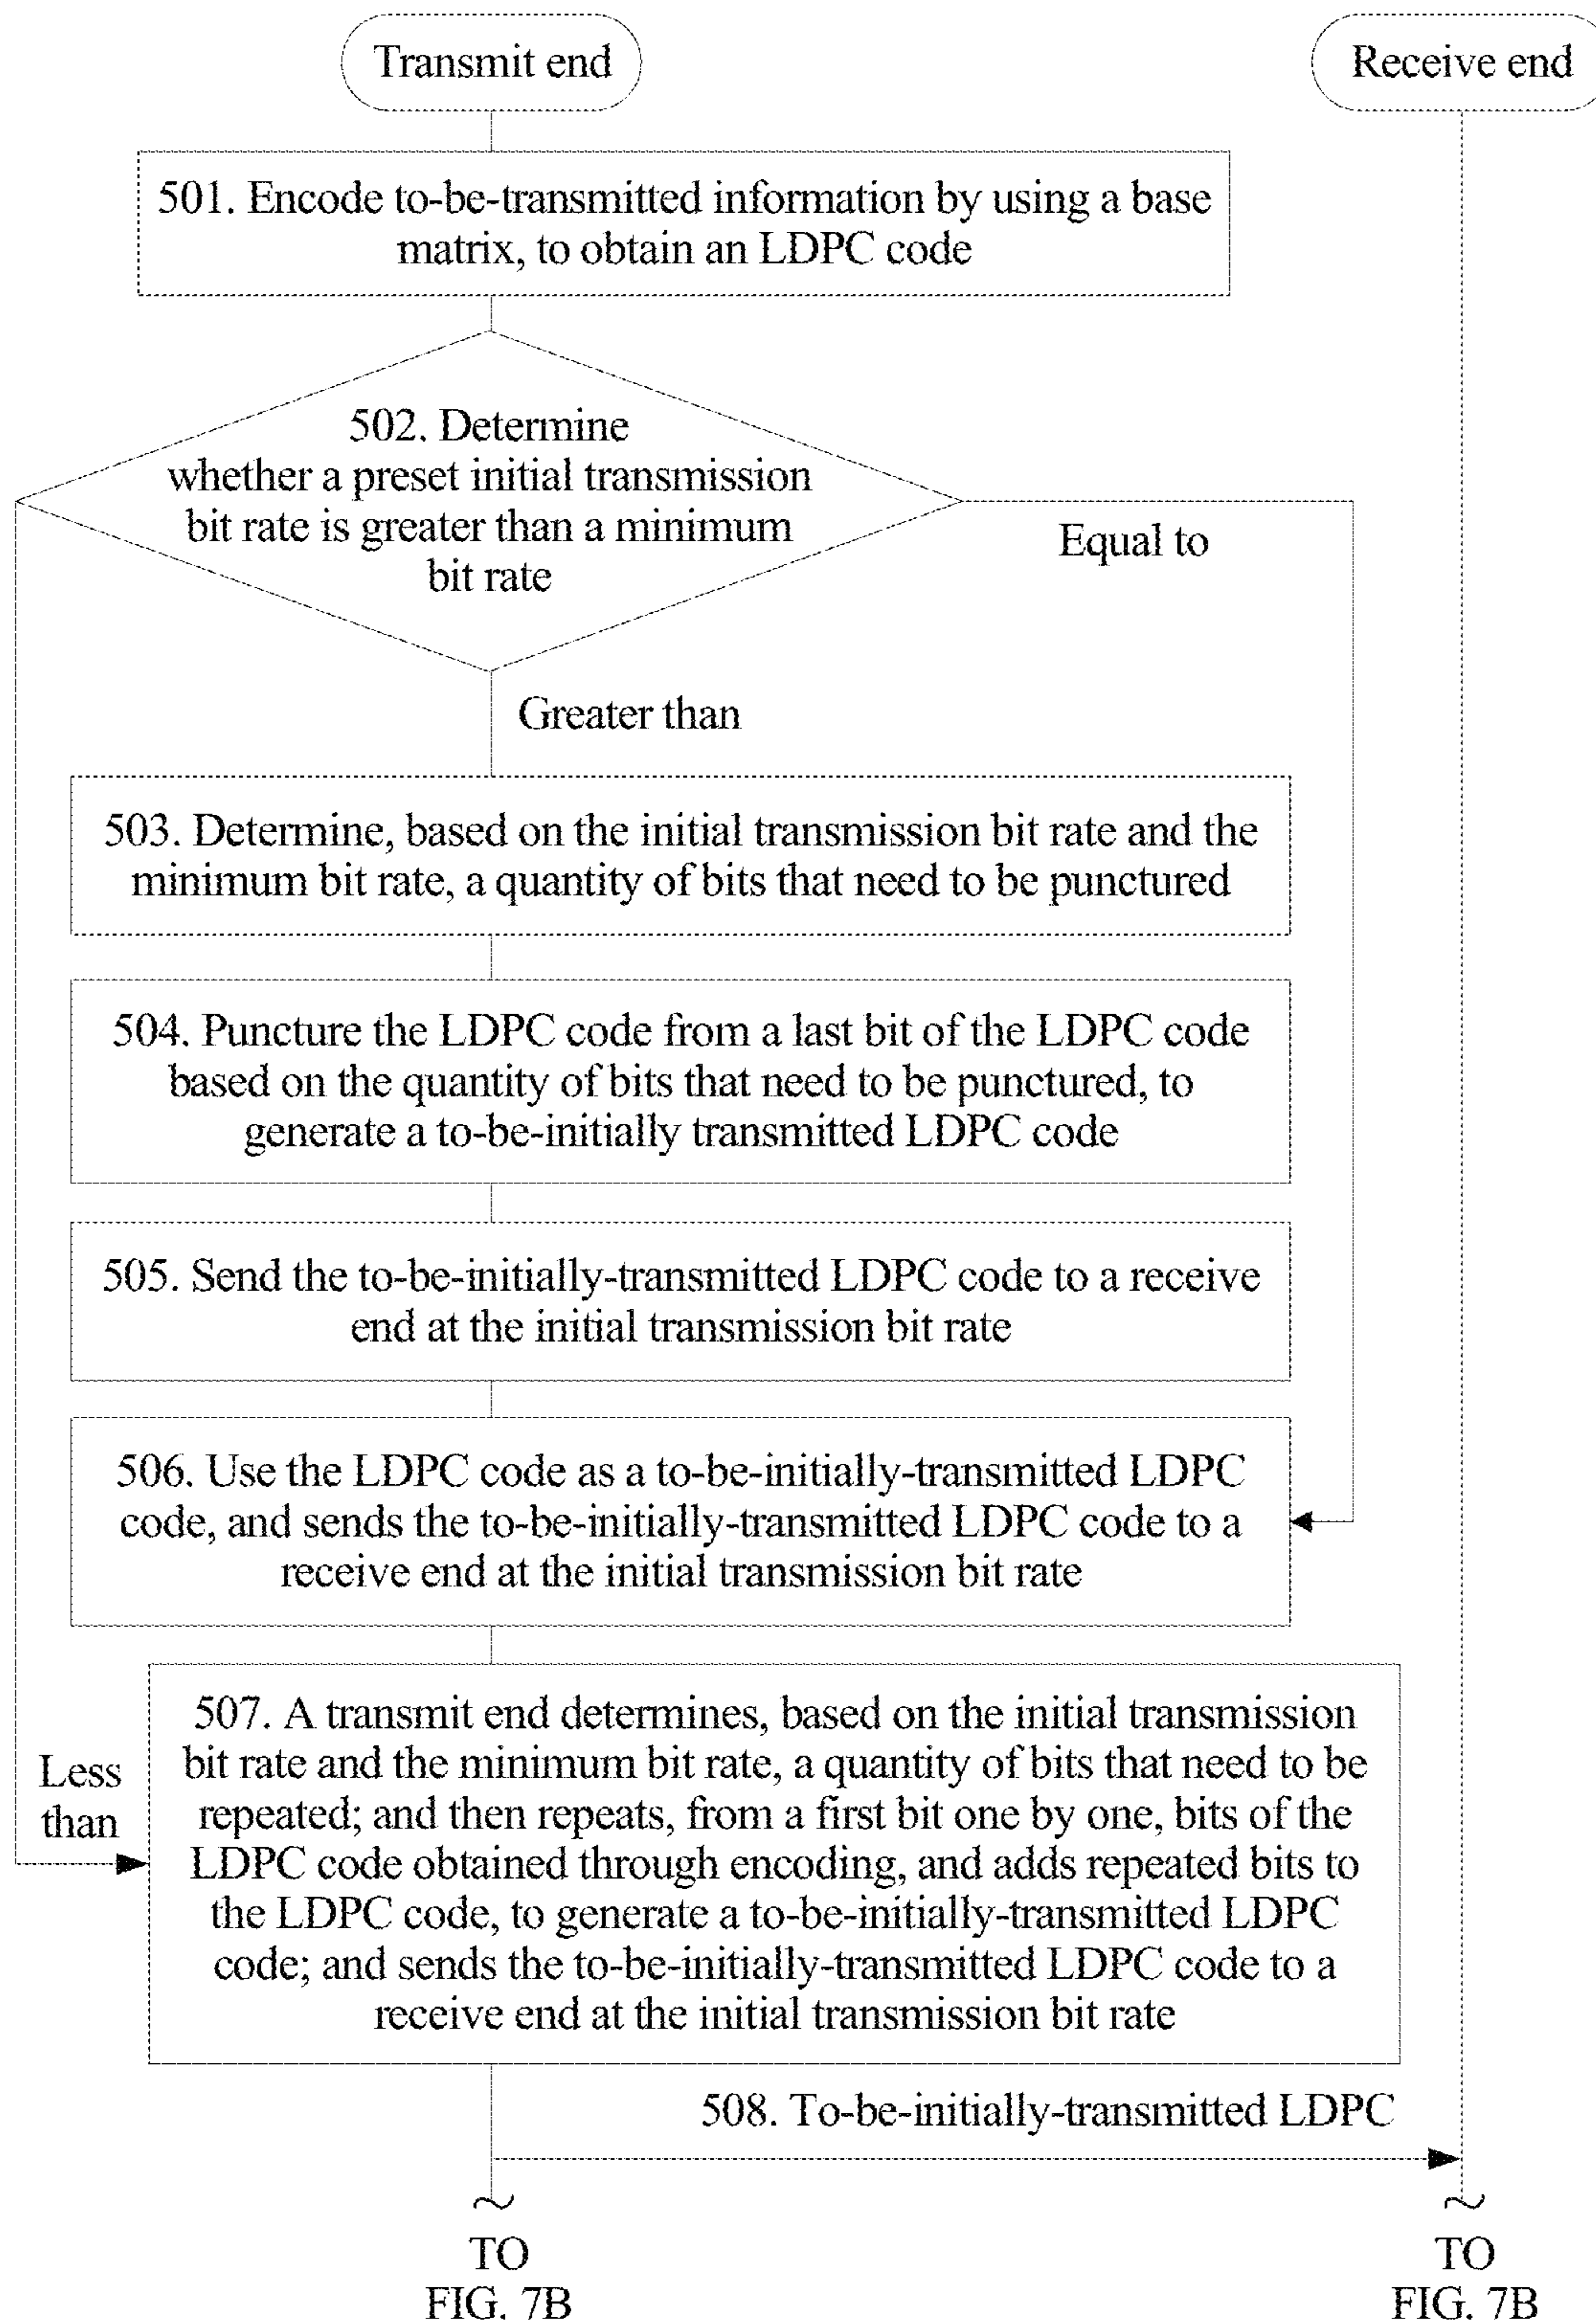 Transmit end
Receive end
501. Encode to-be-transmitted information by using a base
matrix, to obtain an LDPC code
502. Determine
whether a preset initial transmission
bit rate is greater than a minimum
bit rate
Equal to
Greater than
503. Determine, based on the initial transmission bit rate and the
minimum bit rate, a quantity of bits that need to be punctured
504. Puncture the LDPC code from a last bit of the LDPC code
based on the quantity of bits that need to be punctured, to
generate a to-be-initially transmitted LDPC code
505. Send the to-be-initially-transmitted LDPC code to a receive
end at the initial transmission bit rate
506. Use the LDPC code as a to-be-initially-transmitted LDPC
code, and sends the to-be-initially-transmitted LDPC code to a
receive end at the initial transmission bit rate
Less
than
507. A transmit end determines, based on the initial transmission
bit rate and the minimum bit rate, a quantity of bits that need to be
repeated; and then repeats, from a first bit one by one, bits of the
LDPC code obtained through encoding, and adds repeated bits to
the LDPC code, to generate a to-be-initially-transmitted LDPC
code; and sends the to-be-initially-transmitted LDPC code to a
receive end at the initial transmission bit rate
508. To-be-initially-transmitted LDPC
TO
FIG. 7B
TO
FIG. 7B